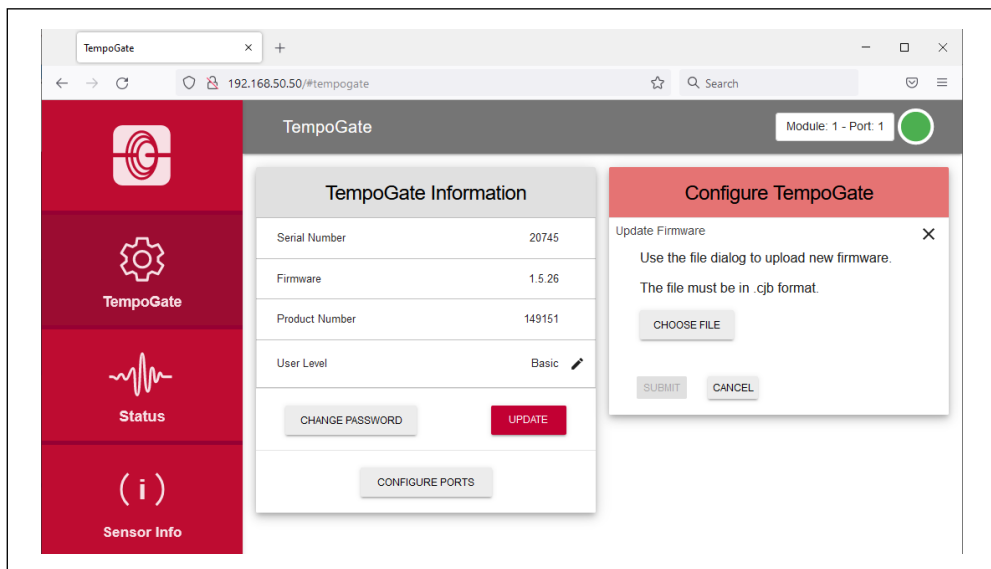 TempoGate
192.168.50.50/#tempogate
Search
TempoGate
Module: 1 - Port: 1
TempoGate
Status
( i )
Sensor Info
TempoGate Information
Serial Number 20745
Firmware 1.5.26
Product Number 149151
User Level Basic
CHANGE PASSWORD UPDATE
CONFIGURE PORTS
Configure TempoGate
Update Firmware
Use the file dialog to upload new firmware.
The file must be in .cjb format.
CHOOSE FILE
SUBMIT CANCEL